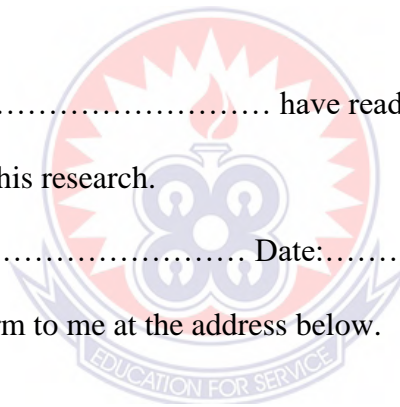 ………………………… have read
his research.
………………………… Date:………
rm to me at the address below.
EDUCATION FOR SERVICE